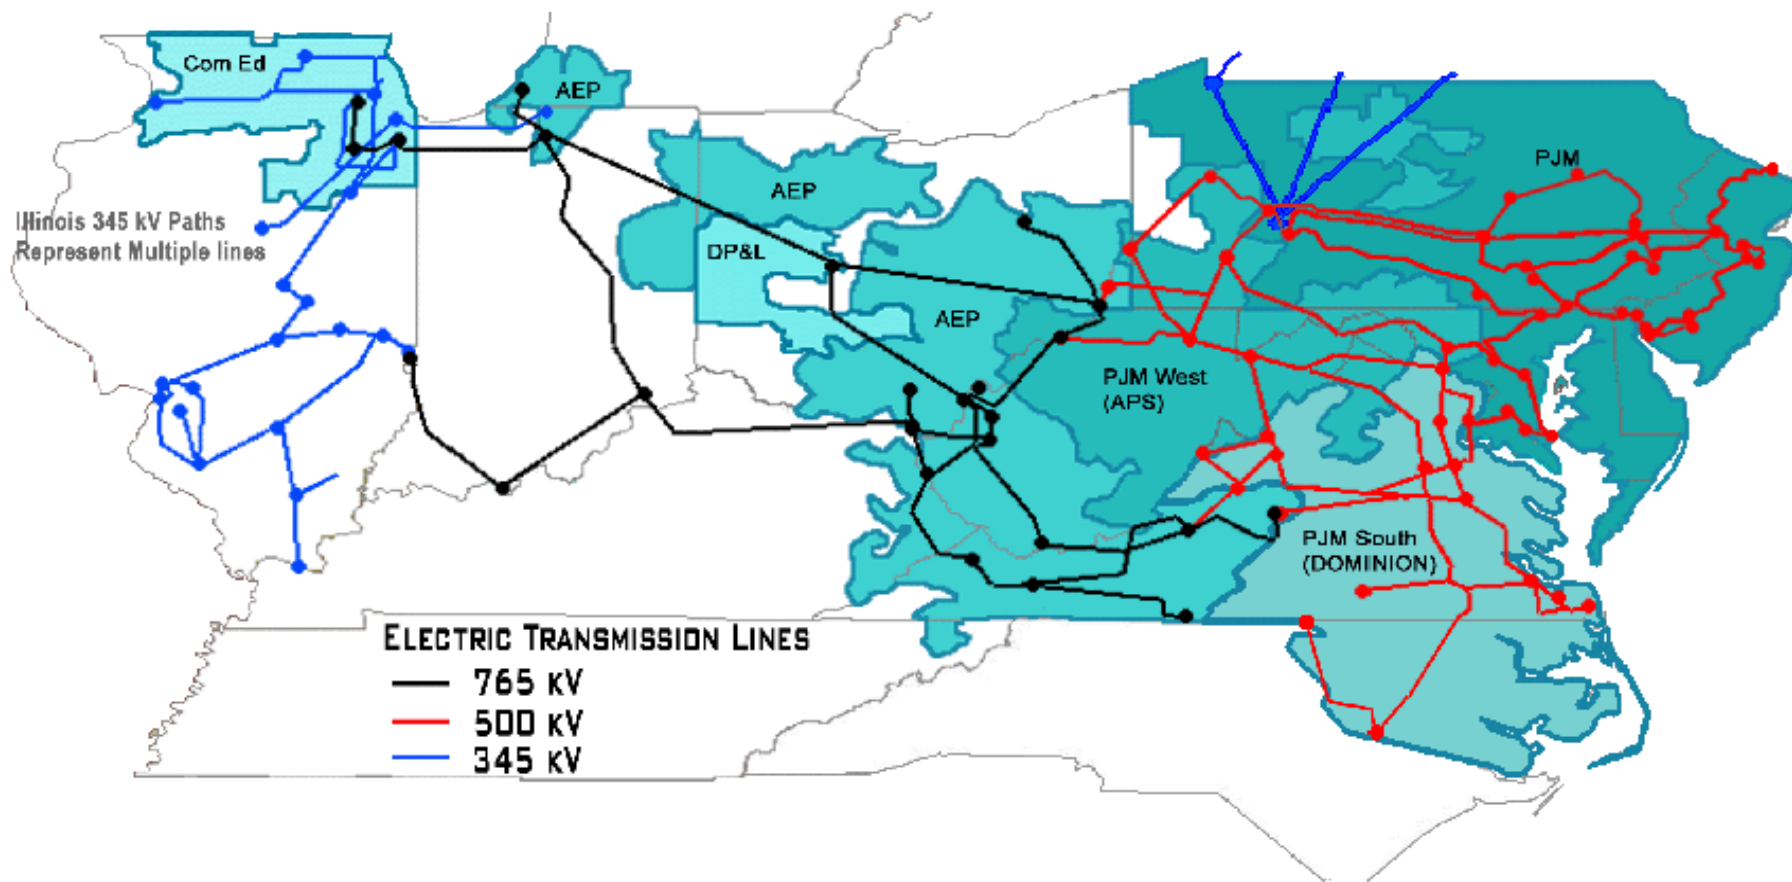 Com Ed
AEP
PJM
AEP
Illinois 345 kV Paths
Represent Multiple lines
DP&L
AEP
PJM West
(APS)
PJM South
(DOMINION)
ELECTRIC TRANSMISSION LINES
765 KV
500 KV
345 KV